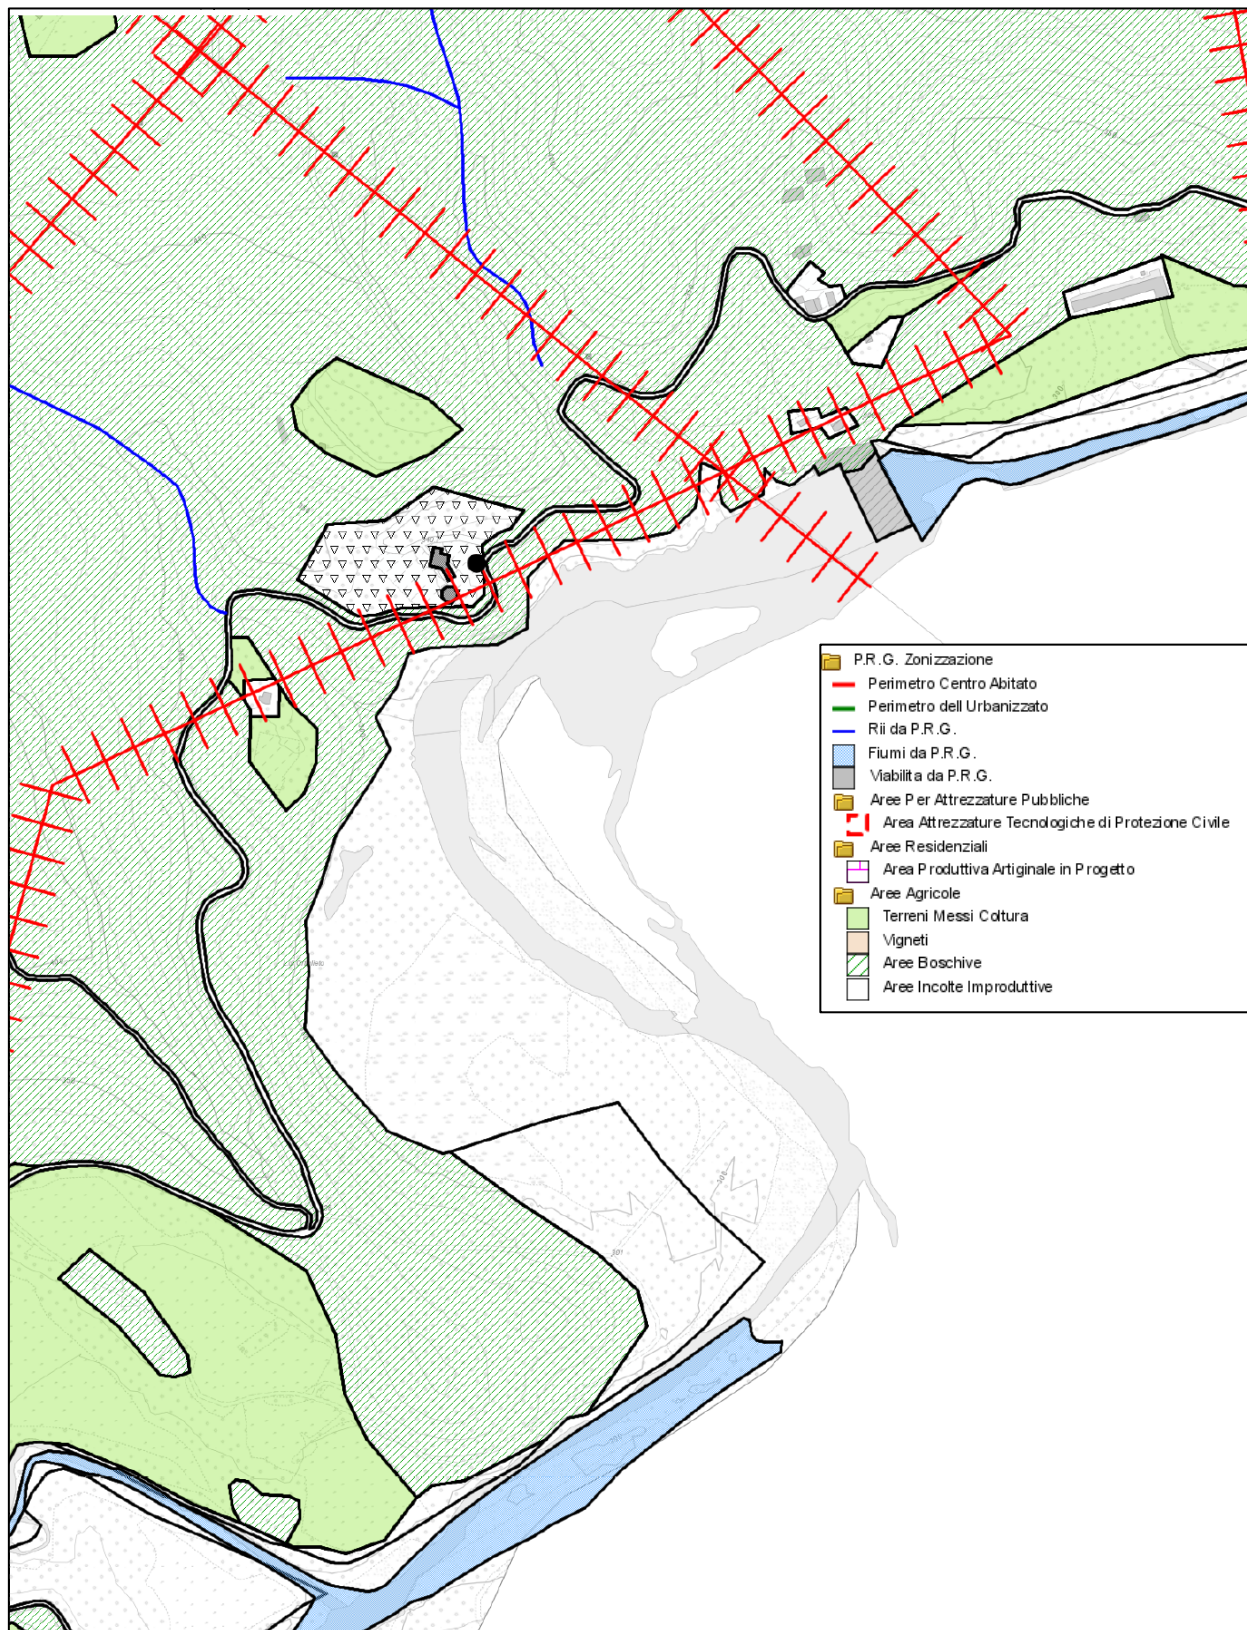 P.R.G. Zonizzazione
Perimetro Centro Abitato
Perimetro dell Urbanizzato
Rii da P.R.G.
Fiumi da P.R.G.
Viabilita da P.R.G.
Aree Per Attrezzature Pubbliche
Area Attrezzature Tecnologiche di Protezione Civile
Aree Residenziali
Area Produttiva Artiginale in Progetto
Aree Agricole
Terreni Messi Coltura
Vigneti
Aree Boschive
Aree Incolte Improduttive